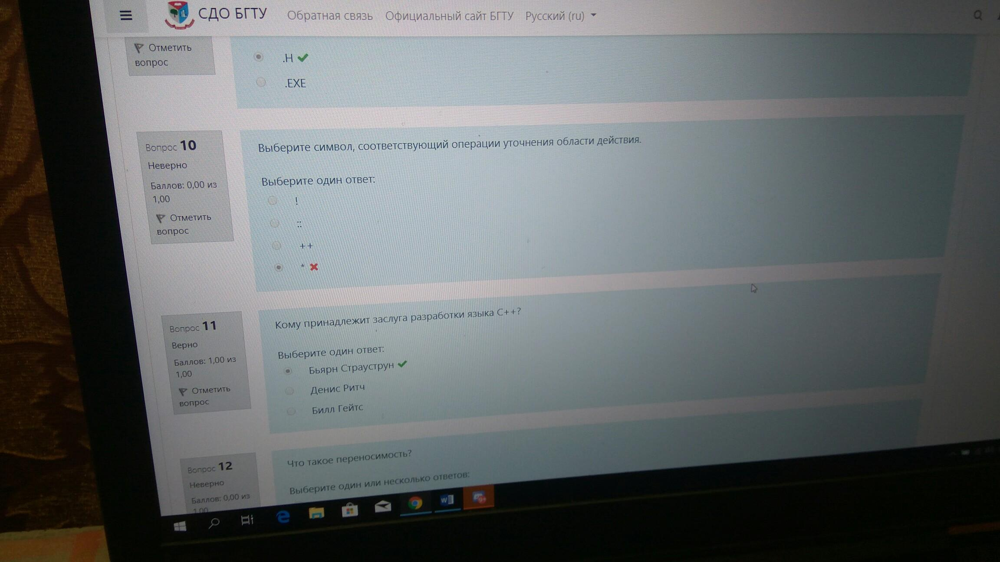 СДО БГТУ Обратная связь Официальный сайт БГТУ Русский (ru)
Отметить
вопрос
.H
.EXE
Вопрос 10
Неверно
Баллов: 0,00 из
1,00
Отметить
вопрос
Выберите символ, соответствующий операции уточнения области действия.
Выберите один ответ:
!
::
++
*
Вопрос 11
Верно
Баллов: 1,00 из
1,00
Отметить
вопрос
Кому принадлежит заслуга разработки языка C++?
Выберите один ответ:
Бьярн Страуструн
Денис Ритч
Билл Гейтс
Вопрос 12
Неверно
Баллов: 0,00 из
1,00
Что такое переносимость?
Выберите один или несколько ответов: